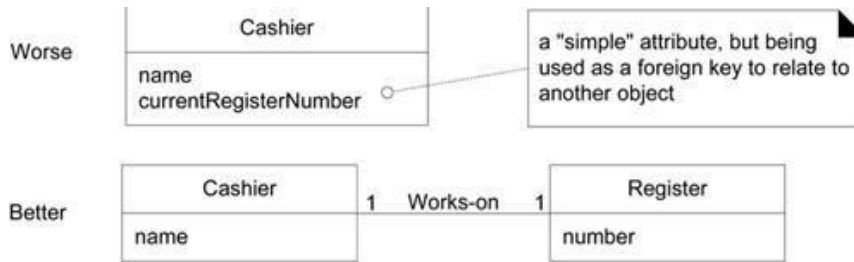 Worse
Cashier
name
currentRegisterNumber
a "simple" attribute, but being
used as a foreign key to relate to
another object
Better
Cashier
name
1 Works-on 1
Register
number